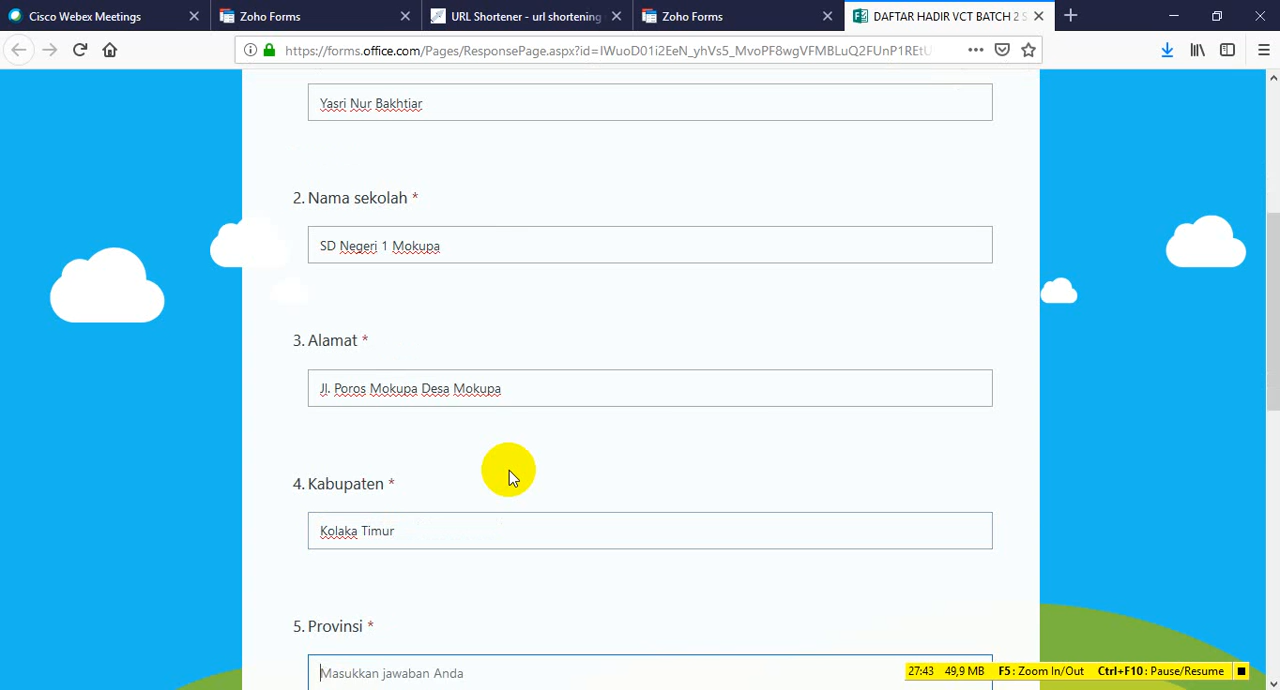 Cisco Webex Meetings
Zoho Forms
URL Shortener - url shortening
Zoho Forms
DAFTAR HADIR VCT BATCH 2 S
https://forms.office.com/Pages/ResponsePage.aspx?id=IWuoD01i2EeN_yhVs5_MvoPF8wgVFMBLuQ2FUnP1REtU
Yasri Nur Bakhtiar
2. Nama sekolah *
SD Negeri 1 Mokupa
3. Alamat *
Jl. Poros Mokupa Desa Mokupa
4. Kabupaten *
Kolaka Timur
5. Provinsi *
Masukkan jawaban Anda
27:43 49,9 MB F5: Zoom In/Out Ctrl+F10: Pause/Resume